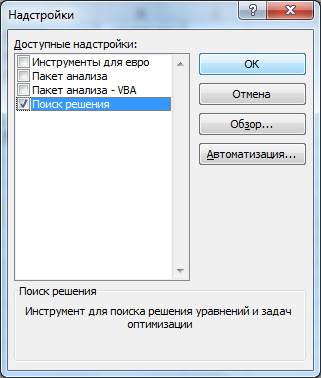 Надстройки
Доступные надстройки:
Инструменты для евро
Пакет анализа
Пакет анализа - VBA
Поиск решения
ОК
Отмена
Обзор...
Автоматизация...
Поиск решения
Инструмент для поиска решения уравнений и задач
оптимизации